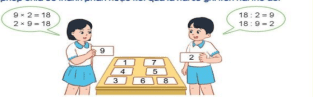 9 × 2 = 18
2 × 9 = 18
18 : 2 = 9
18 : 9 = 2
9
2
1 7
4 5
3 6 8